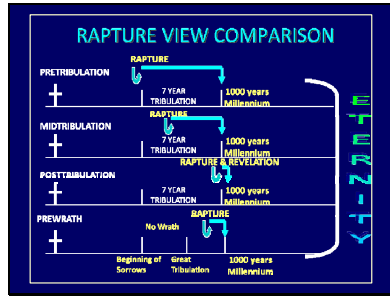 RAPTURE VIEW COMPARISON
RAPTURE
PRETRIBULATION
7 YEAR
TRIBULATION
1000 years
Millennium
RAPTURE
MIDTRIBULATION
7 YEAR
TRIBULATION
1000 years
Millennium
RAPTURE & REVELATION
POSTTRIBULATION
7 YEAR
TRIBULATION
1000 years
Millennium
RAPTURE
PREWRATH
No Wrath
Beginning of
Sorrows
Great
Tribulation
1000 years
Millennium
ETERNITY